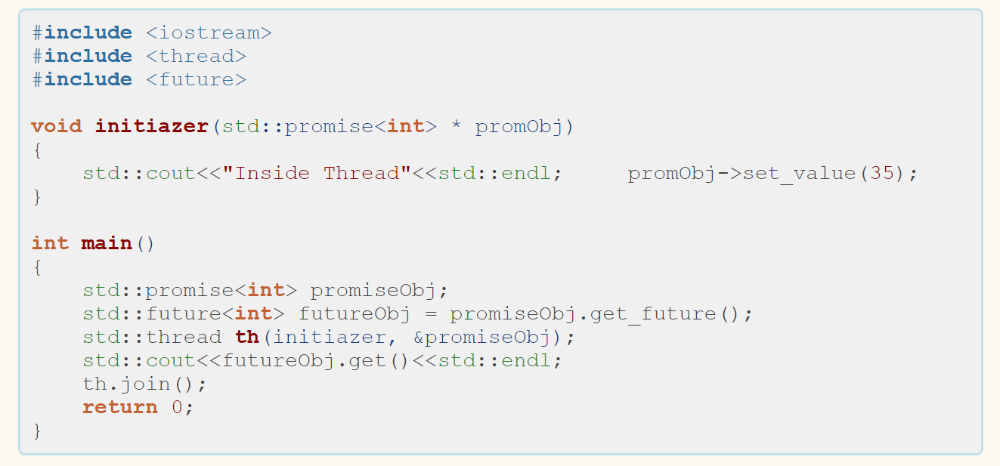 #include <iostream>
#include <thread>
#include <future>
void initiazer(std::promise<int> * promObj)
{
    std::cout<<"Inside Thread"<<std::endl;     promObj->set_value(35);
}
int main()
{
    std::promise<int> promiseObj;
    std::future<int> futureObj = promiseObj.get_future();
    std::thread th(initiazer, &promiseObj);
    std::cout<<futureObj.get()<<std::endl;
    th.join();
    return 0;
}